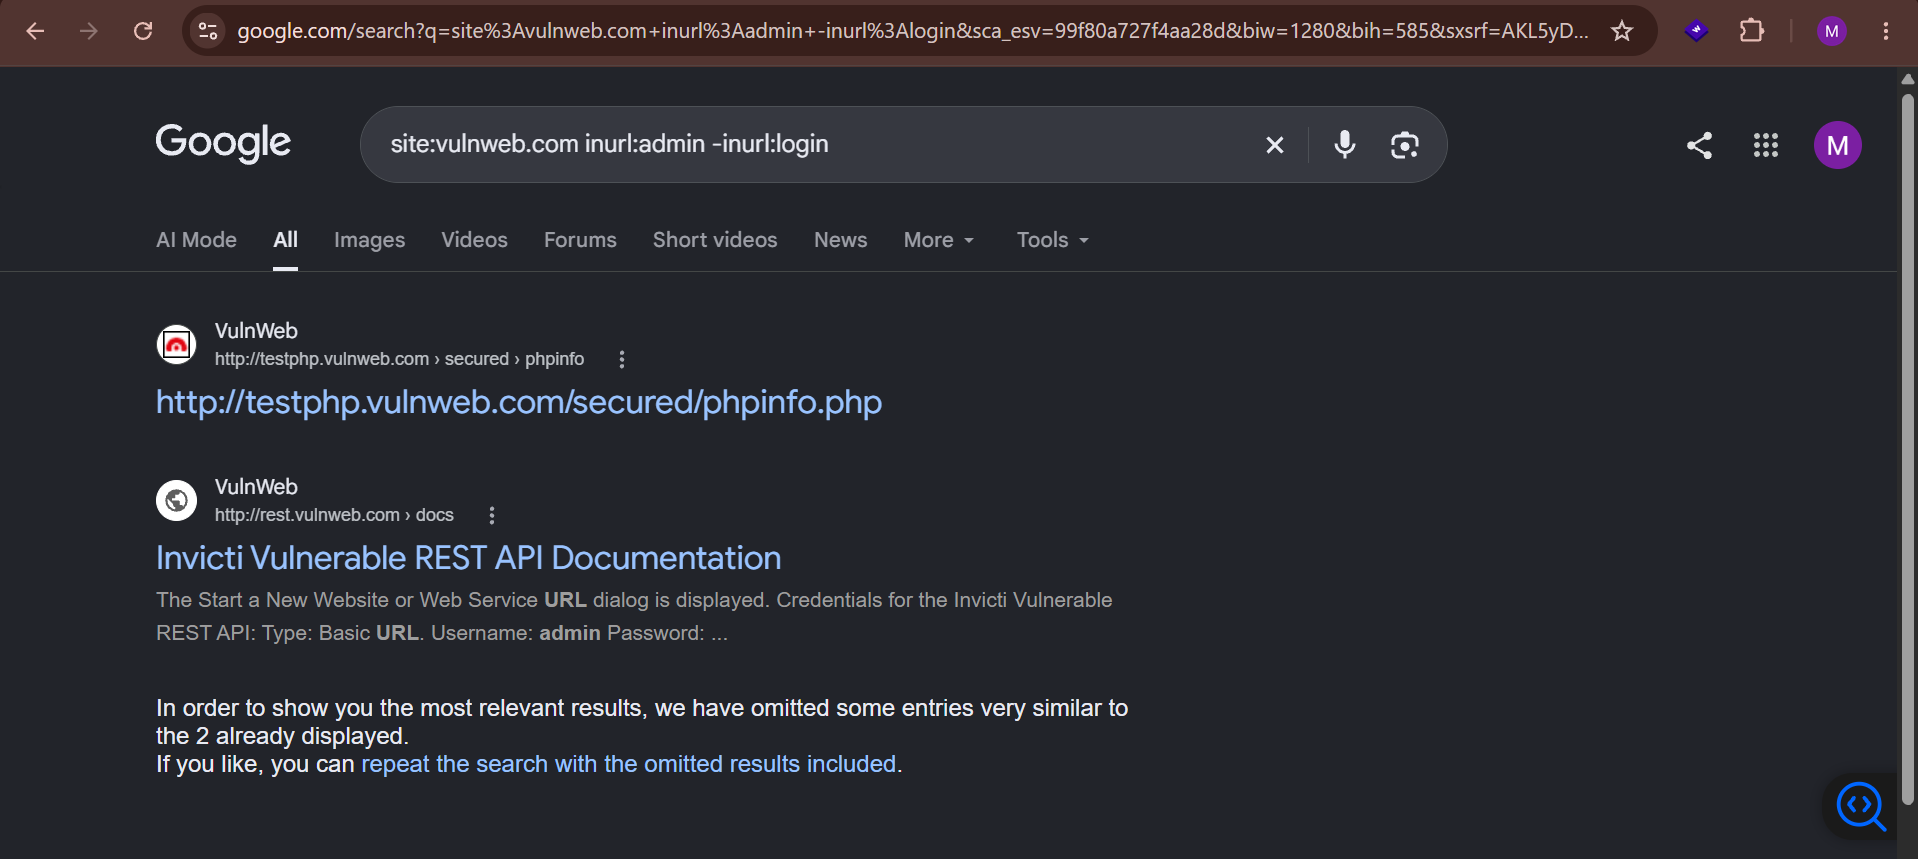 google.com/search?q=site%3Avulnweb.com+inurl%3Aadmin+-inurl%3Alogin&sca_esv=99f80a727f4aa28d&biw=1280&bih=585&sxsrf=AKL5yD...
M
Google
site:vulnweb.com inurl:admin -inurl:login
M
AI Mode All Images Videos Forums Short videos News More Tools
VulnWeb
http://testphp.vulnweb.com › secured › phpinfo
http://testphp.vulnweb.com/secured/phpinfo.php
VulnWeb
http://rest.vulnweb.com › docs
Invicti Vulnerable REST API Documentation
The Start a New Website or Web Service URL dialog is displayed. Credentials for the Invicti Vulnerable
REST API: Type: Basic URL. Username: admin Password: ...
In order to show you the most relevant results, we have omitted some entries very similar to
the 2 already displayed.
If you like, you can repeat the search with the omitted results included.